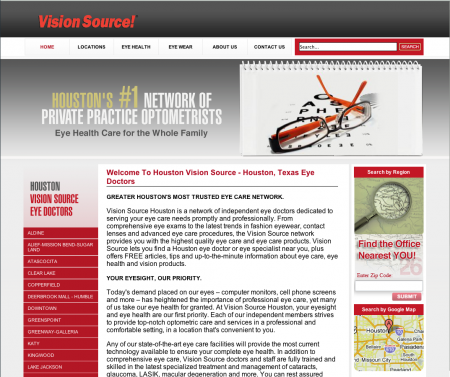 Vision Source!
HOME LOCATIONS EYE HEALTH EYE WEAR ABOUT US CONTACT US Search... SEARCH
HOUSTON'S #1 NETWORK OF
PRIVATE PRACTICE OPTOMETRISTS
Eye Health Care for the Whole Family
HOUSTON
VISION SOURCE
EYE DOCTORS
ALDINE
ALIEF-MISSION BEND-SUGAR
LAND
ATASCOCITA
CLEAR LAKE
COPPERFIELD
DEERBROOK MALL - HUMBLE
DOWNTOWN
GREENSPOINT
GREENWAY-GALLERIA
KATY
KINGWOOD
LAKE JACKSON
Welcome To Houston Vision Source - Houston, Texas Eye
Doctors
GREATER HOUSTON'S MOST TRUSTED EYE CARE NETWORK.
Vision Source Houston is a network of independent eye doctors dedicated to
serving your eye care needs promptly and professionally. From
comprehensive eye exams to the latest trends in fashion eyewear, contact
lenses and advanced eye care procedures, the Vision Source network
provides you with the highest quality eye care and eye care products. Vision
Source lets you find a Houston eye doctor or eye specialist near you, plus
offers FREE articles, tips and up-to-the-minute information about eye care, eye
health and vision products.
YOUR EYESIGHT, OUR PRIORITY.
Today's demand placed on our eyes – computer monitors, cell phone screens
and more – has heightened the importance of professional eye care, yet many
of us take our eye health for granted. At Vision Source Houston, your eyesight
and eye health are our first priority. Each of our independent members strives
to provide top-notch optometric care and services in a professional and
comfortable setting, in a location that's convenient to you.
Any of our state-of-the-art eye care facilities will provide the most current
technology available to ensure your complete eye health. In addition to
comprehensive eye care, Vision Source doctors and staff are fully trained and
skilled in the latest specialized treatment and management of cataracts,
glaucoma, LASIK, macular degeneration and more. You can rest assured
Search by Region
Find the Office
Nearest YOU!
Enter Zip Code
SUBMIT
Search by Google Map
Houston